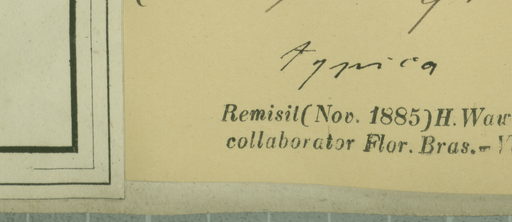 typica
Remisit (Nov. 1885) H. Waw
collaborator Flor. Bras.-